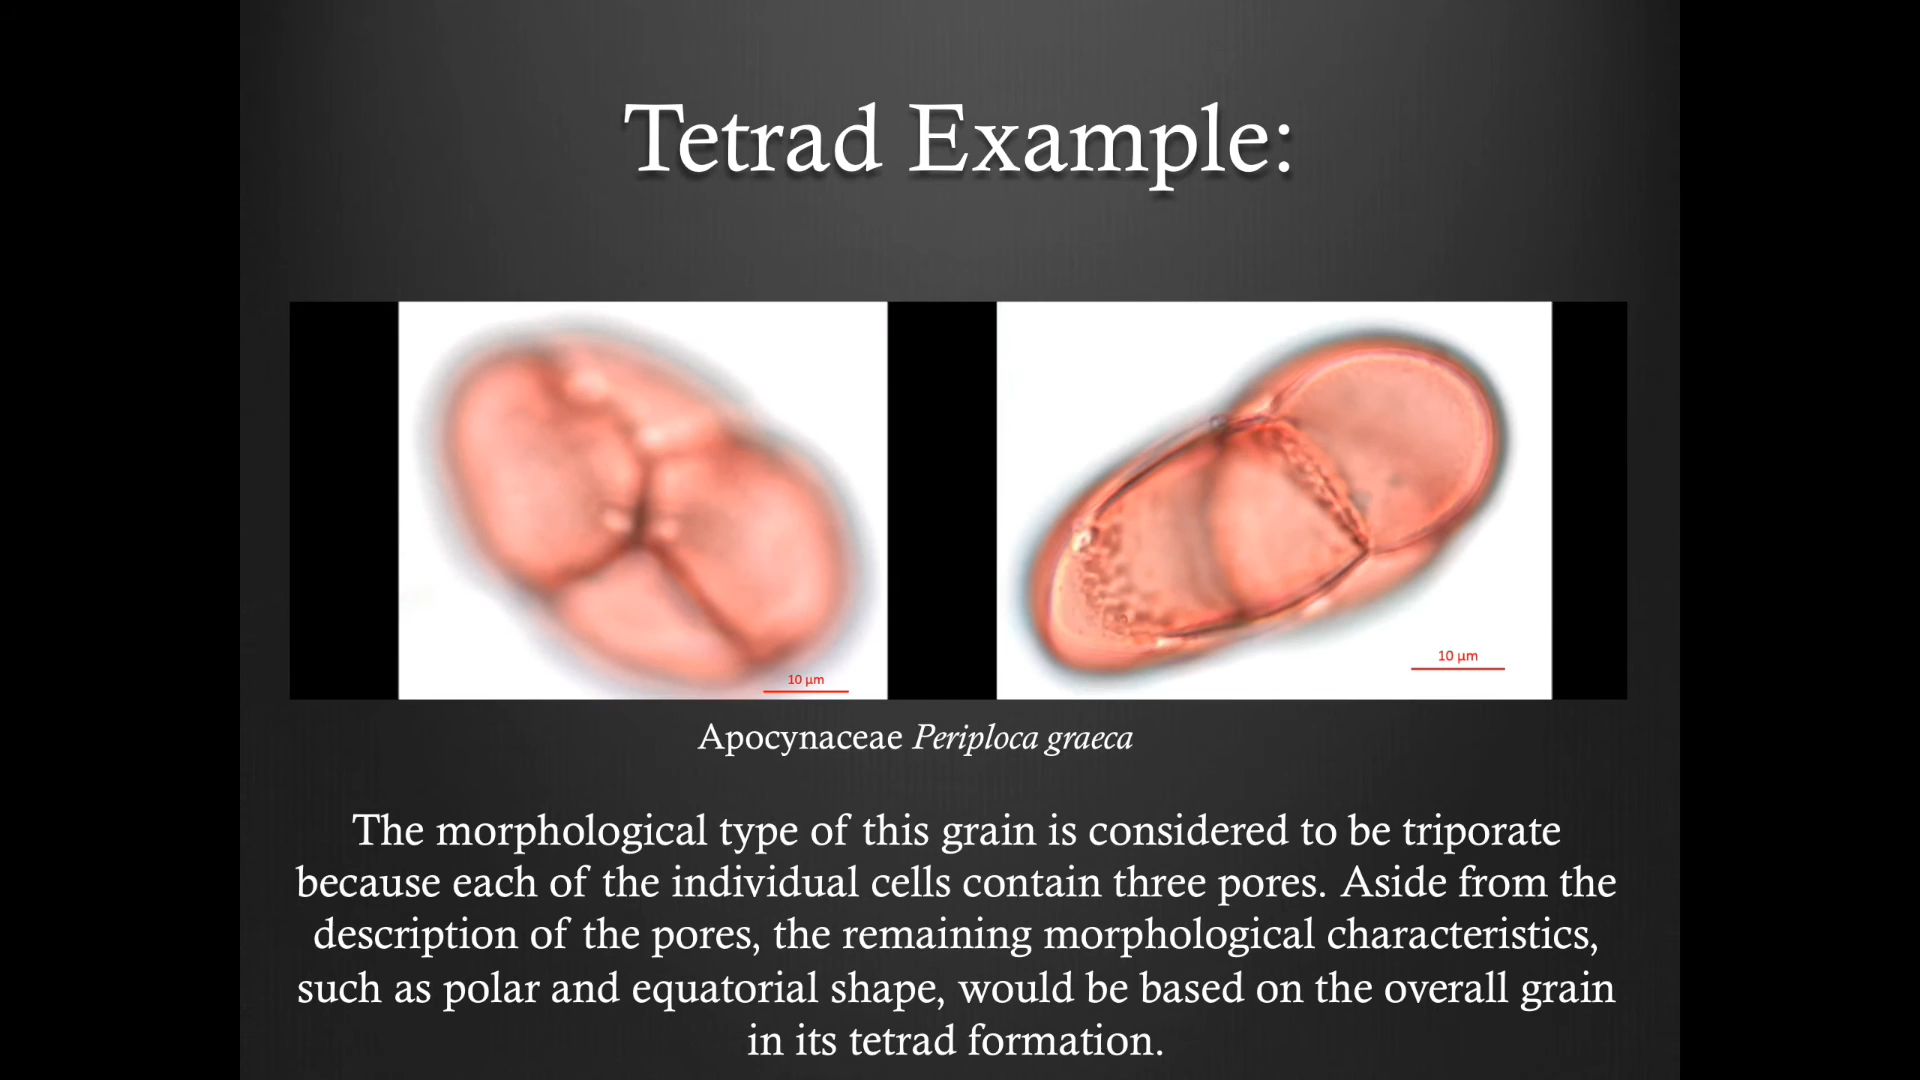 Tetrad Example:
10 µm
10 µm
Apocynaceae Periploca graeca
The morphological type of this grain is considered to be triporate
because each of the individual cells contain three pores. Aside from the
description of the pores, the remaining morphological characteristics,
such as polar and equatorial shape, would be based on the overall grain
in its tetrad formation.